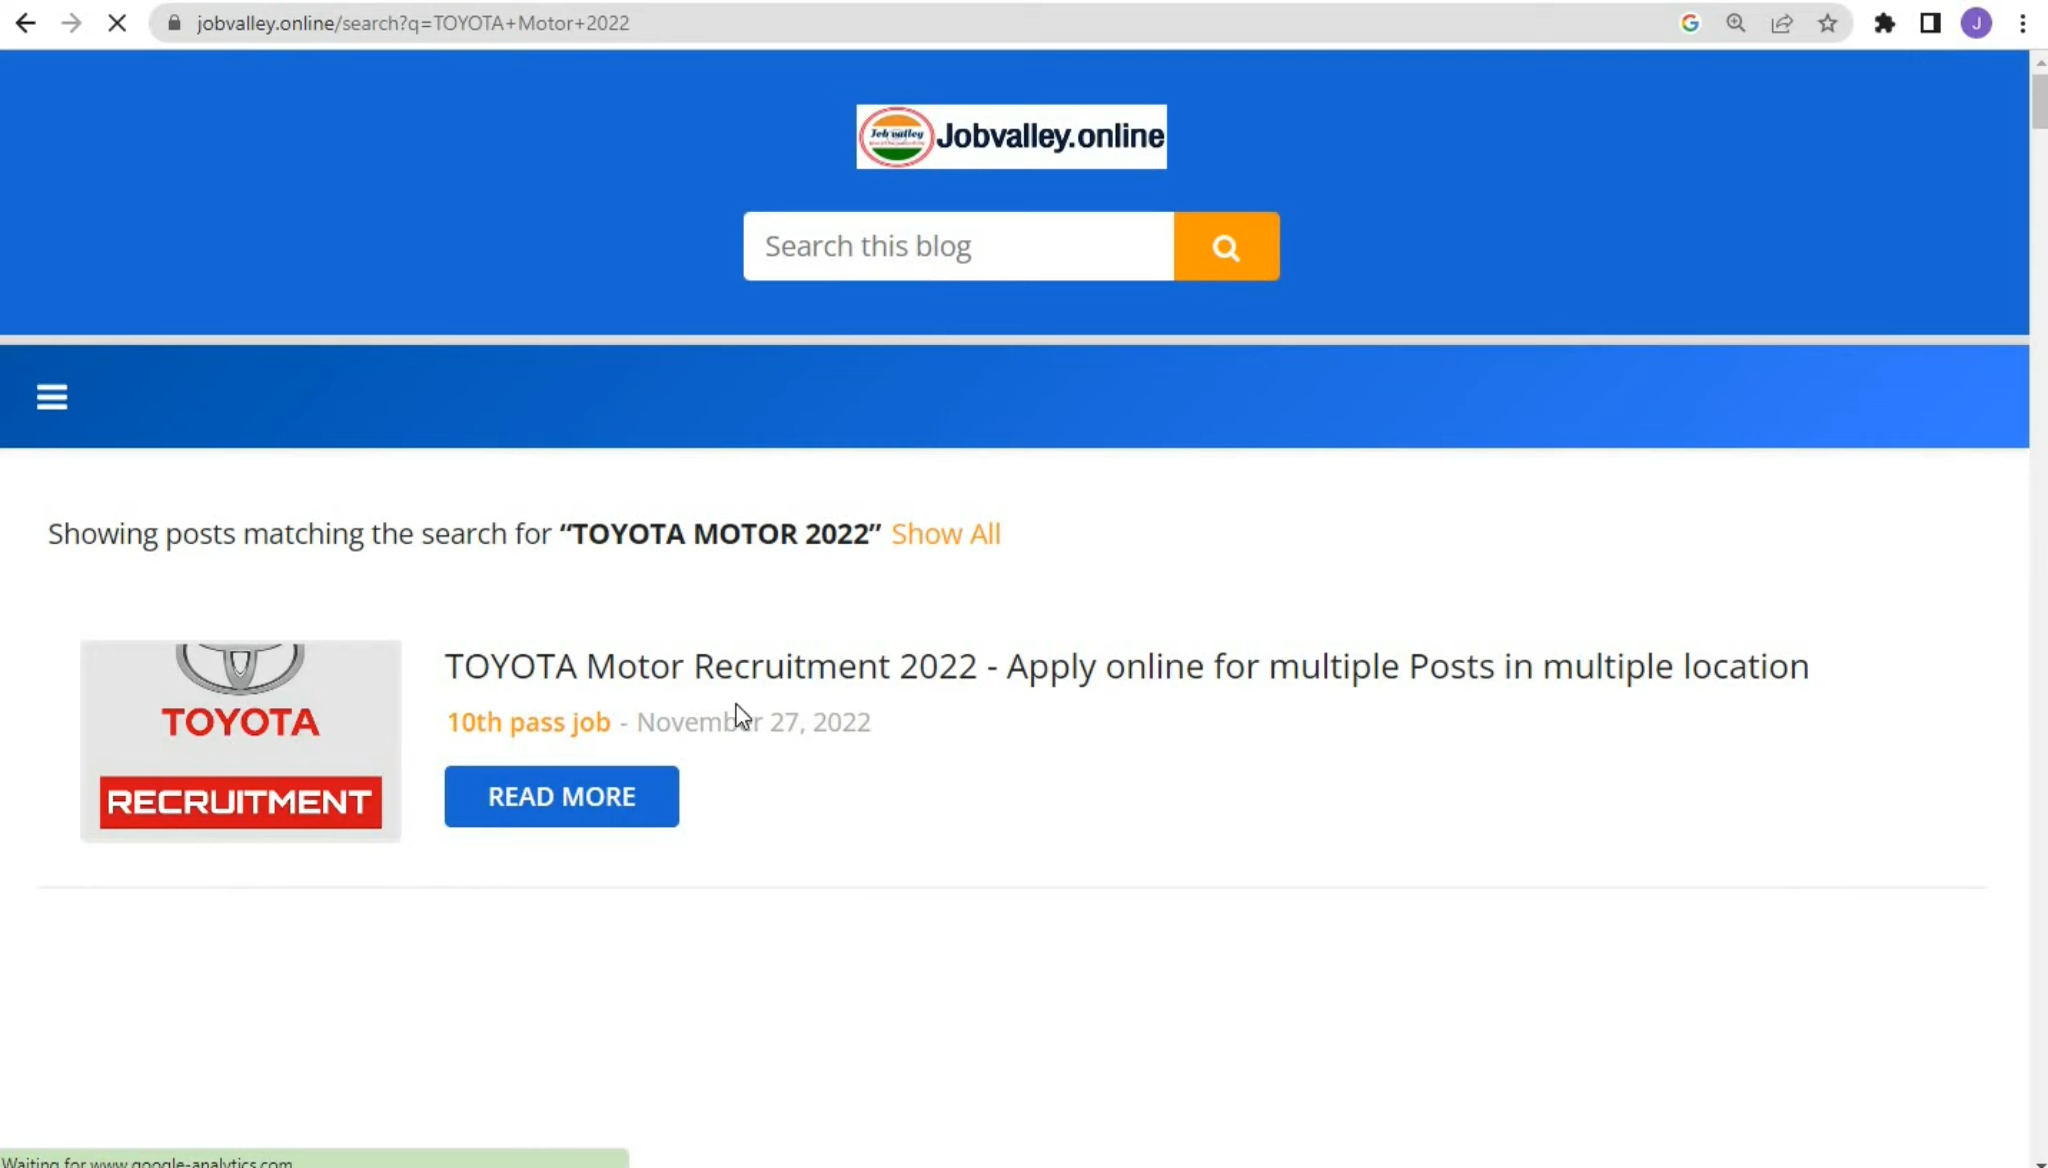 jobvalley.online/search?q=TOYOTA+Motor+2022
J
Job valley
Jobvalley.online
Search this blog
Showing posts matching the search for “TOYOTA MOTOR 2022” Show All
TOYOTA
RECRUITMENT
TOYOTA Motor Recruitment 2022 - Apply online for multiple Posts in multiple location
10th pass job - November 27, 2022
READ MORE
Waiting for www.google-analytics.com